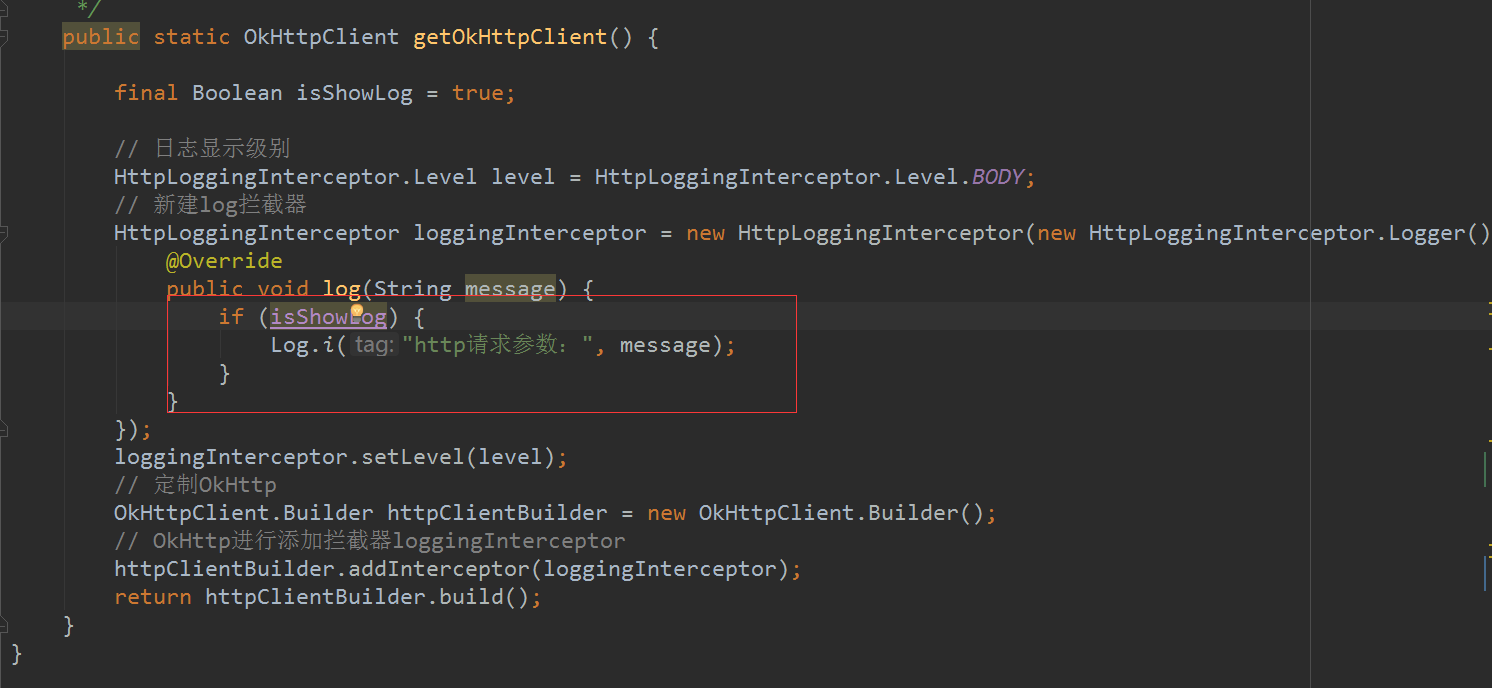 */
public static OkHttpClient getOkHttpClient() {
final Boolean isShowLog = true;
// 日志显示级别
HttpLoggingInterceptor.Level level = HttpLoggingInterceptor.Level.BODY;
// 新建log拦截器
HttpLoggingInterceptor loggingInterceptor = new HttpLoggingInterceptor(new HttpLoggingInterceptor.Logger()
@Override
public void log(String message) {
if (isShowLog) {
Log.i( tag: "http请求参数：", message);
}
}
});
loggingInterceptor.setLevel(level);
// 定制OkHttp
OkHttpClient.Builder httpClientBuilder = new OkHttpClient.Builder();
// OkHttp进行添加拦截器loggingInterceptor
httpClientBuilder.addInterceptor(loggingInterceptor);
return httpClientBuilder.build();
}
}